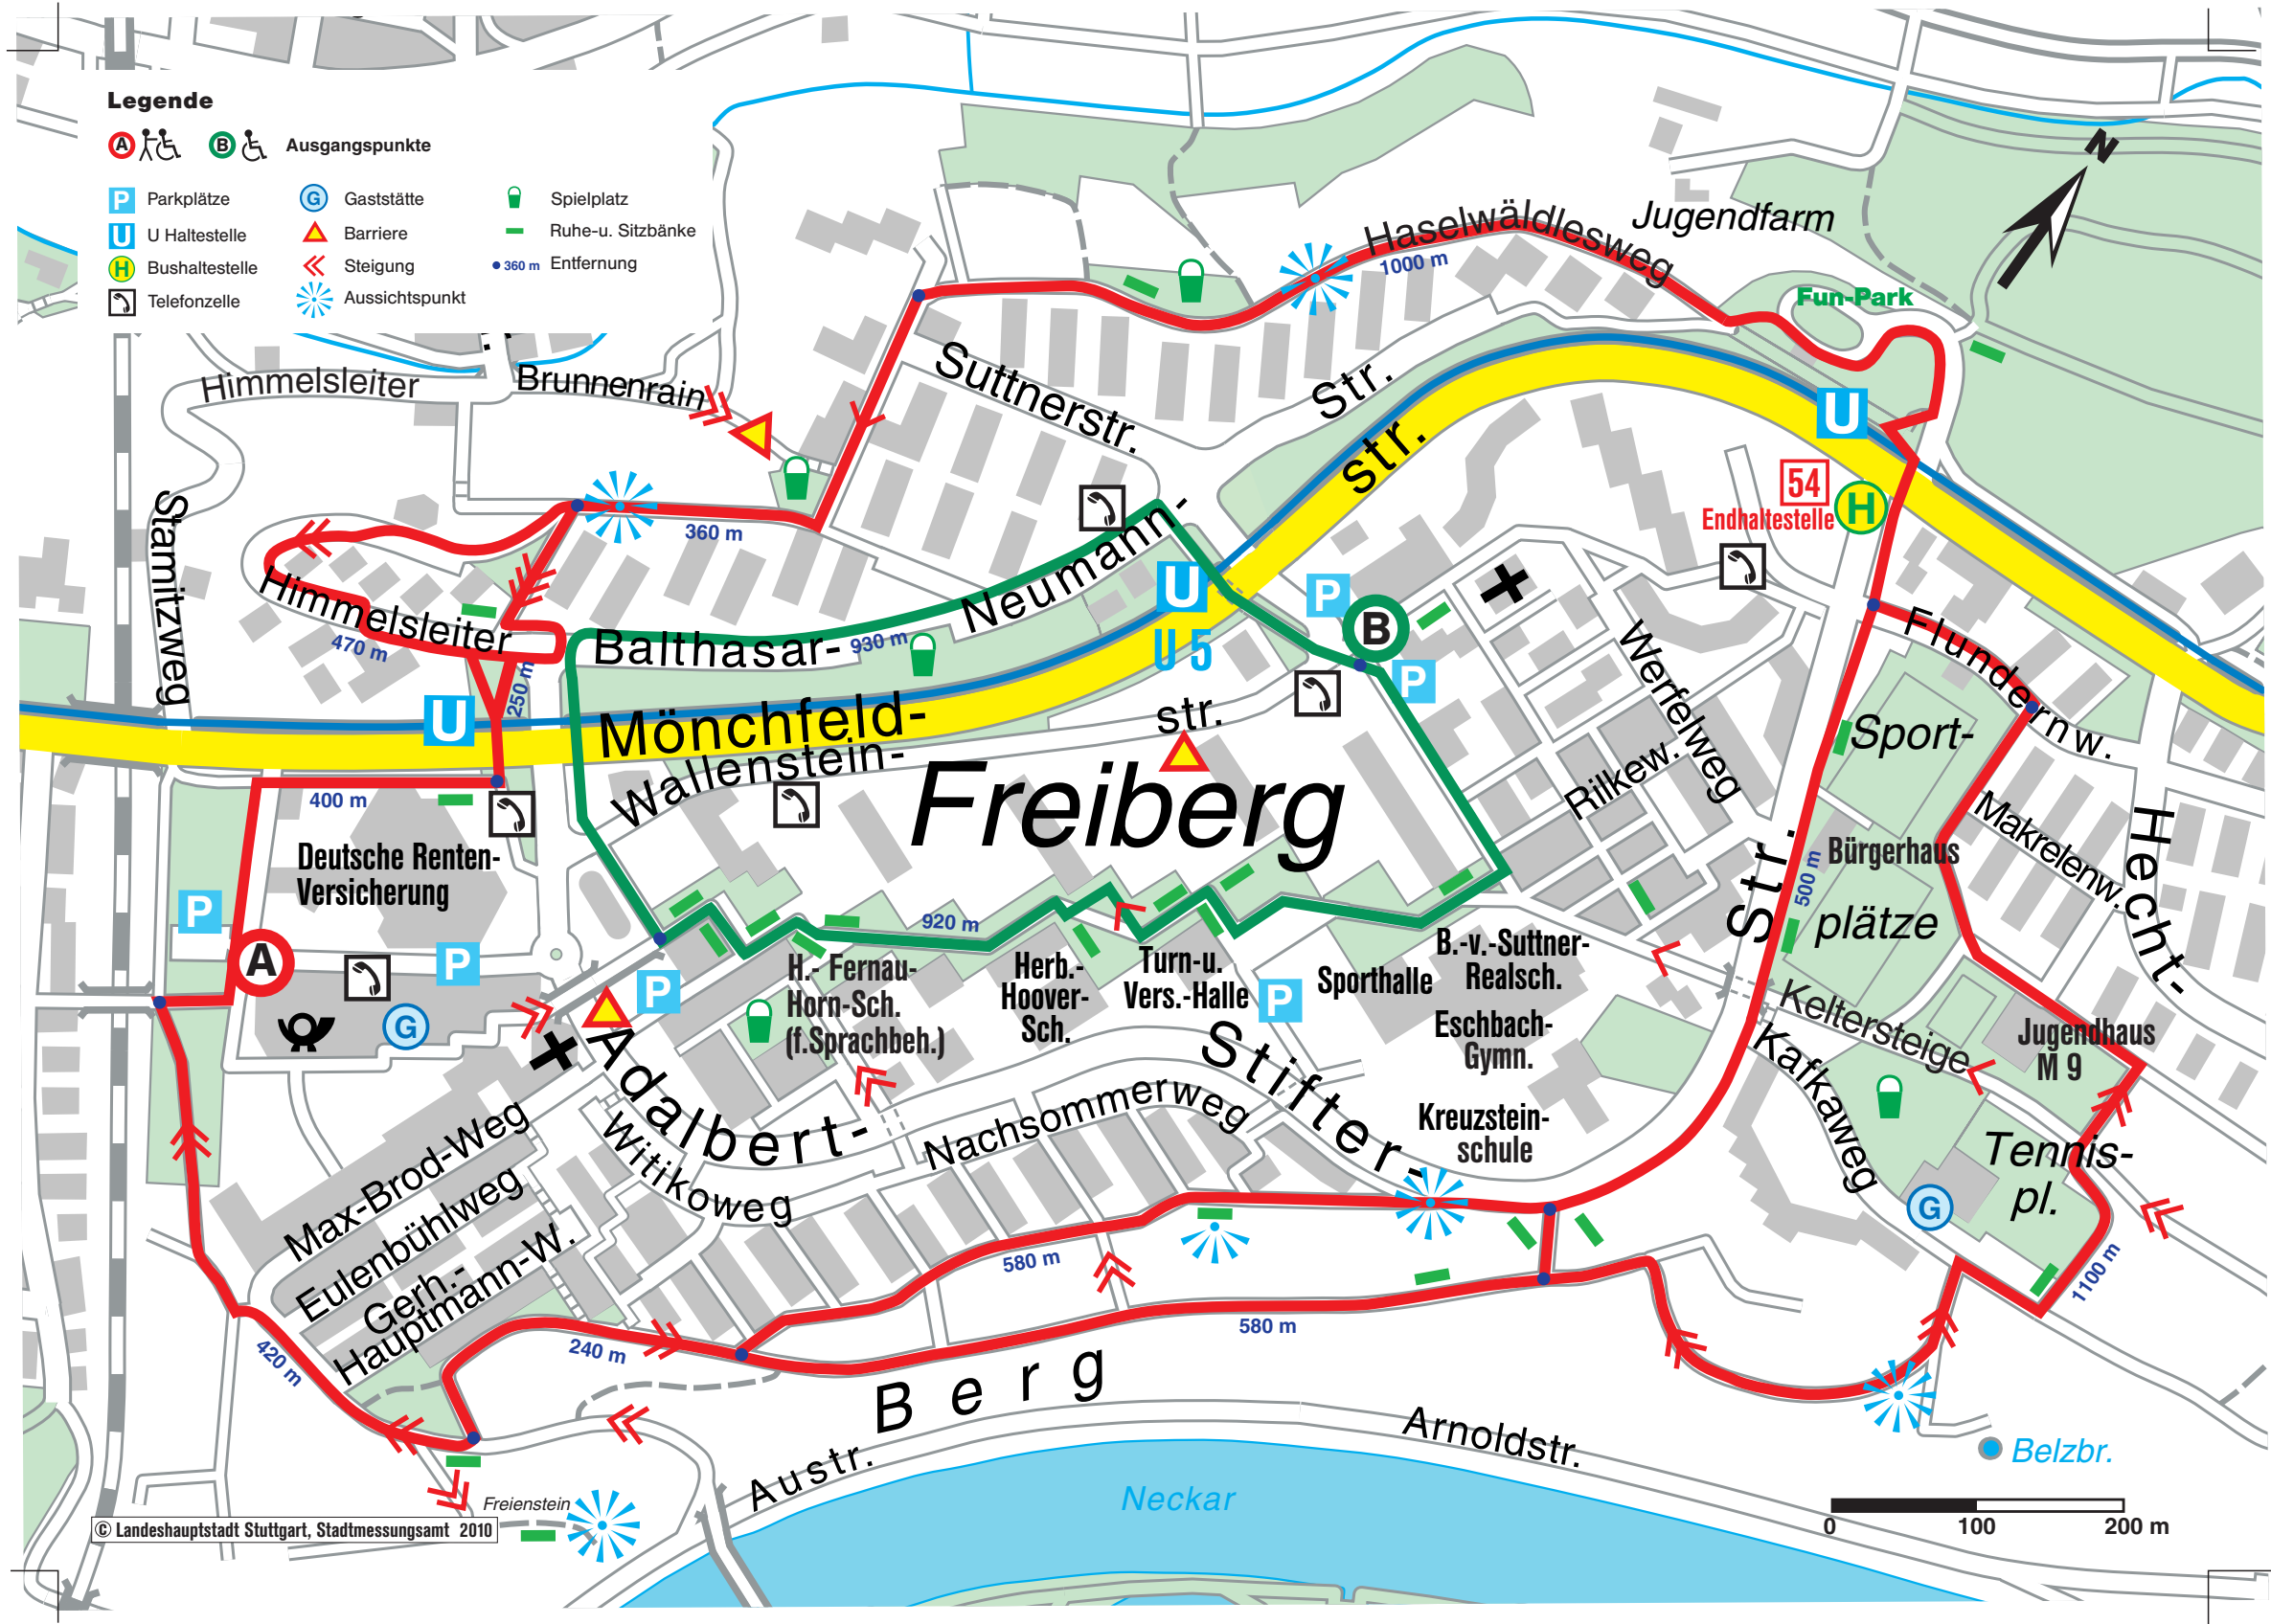 Legende
A
B
Ausgangspunkte
P Parkplätze
G Gaststätte
Spielplatz
U U Haltestelle
Barriere
Ruhe-u. Sitzbänke
H Bushaltestelle
Steigung
360 m Entfernung
Telefonzelle
Aussichtspunkt
N
Jugendfarm
Haselwäldlesweg
1000 m
Fun-Park
Himmelsleiter
Brunnenrain
Suttnerstr.
Str.
str.
U
54
H
Endhaltestelle
Stamitzweg
360 m
Himmelsleiter
470 m
250 m
Balthasar-
930 m
Neumann-
U
U 5
P
B
P
Werfelweg
Flundernw.
U
Mönchfeld-
Wallenstein-
str.
Freiberg
Rilkew.
Sport-
plätze
Bürgerhaus
Makrelenw.
Hecht-
400 m
Deutsche Renten-
Versicherung
P
A
P
G
P
920 m
H.- Fernau-
Horn-Sch.
(f.Sprachbeh.)
Herb.-
Hoover-
Sch.
Turn-u.
Vers.-Halle
P
Sporthalle
B.-v.-Suttner-
Realsch.
Eschbach-
Gymn.
Kreuzstein-
schule
Str.
500 m
Keltersteige
Kafkaweg
Jugendhaus
M 9
Tennis-
pl.
G
1100 m
Adalbert-
Stifter-
Witikoweg
Nachsommerweg
Max-Brod-Weg
Eulenbühlweg
Gerh.-
Hauptmann-W.
420 m
240 m
580 m
580 m
Berg
Austr.
Arnoldstr.
Neckar
Belzbr.
Freienstein
© Landeshauptstadt Stuttgart, Stadtmessungsamt 2010
0 100 200 m